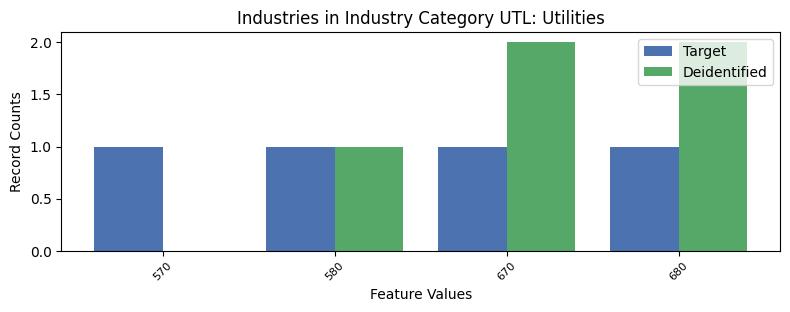 Industries in Industry Category UTL: Utilities
Target
Deidentified
Record Counts
2.0
1.5
1.0
0.5
0.0
570 580 670 680
Feature Values